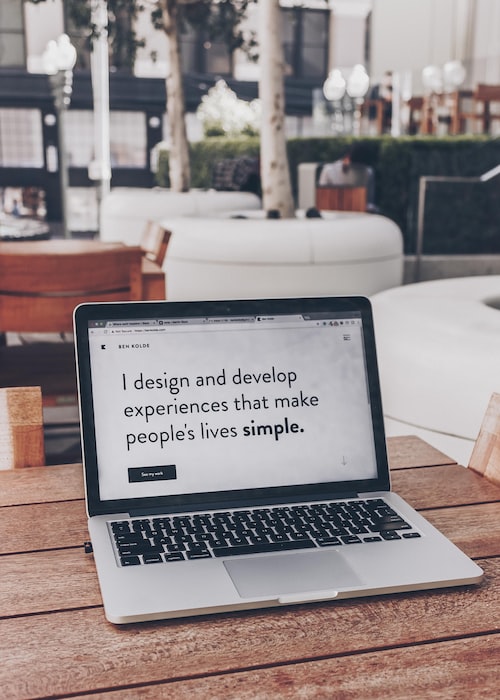 BEN KOLDE
I design and develop
experiences that make
people's lives simple.
See my work